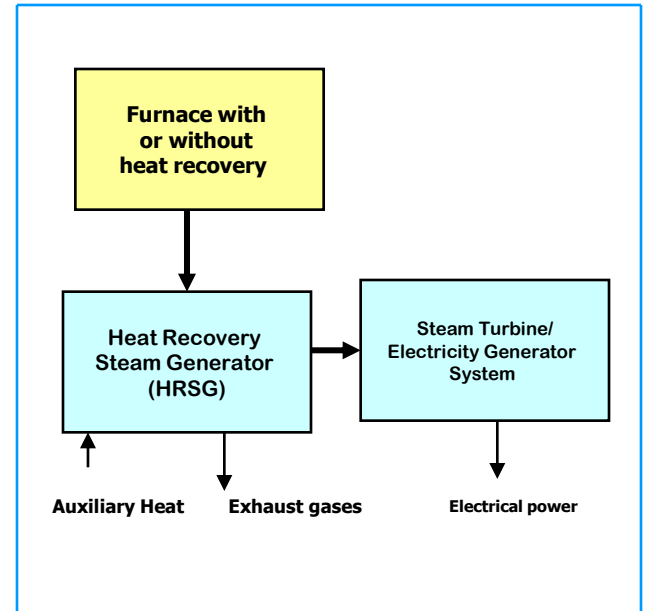 Furnace with
or without
heat recovery
Heat Recovery
Steam Generator
(HRSG)
Steam Turbine/
Electricity Generator
System
Auxiliary Heat
Exhaust gases
Electrical power